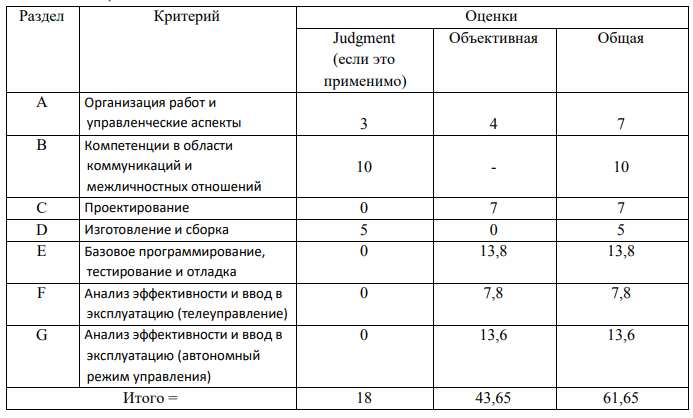 Раздел Критерий Оценки
Judgment Объективная Общая
(если это
применимо)
A Организация работ и
управленческие аспекты 3 4 7
B Компетенции в области
коммуникаций и 10 - 10
межличностных отношений
C Проектирование 0 7 7
D Изготовление и сборка 5 0 5
E Базовое программирование, 0 13,8 13,8
тестирование и отладка
F Анализ эффективности и ввод в 0 7,8 7,8
эксплуатацию (телеуправление)
G Анализ эффективности и ввод в 0 13,6 13,6
эксплуатацию (автономный
режим управления)
Итого = 18 43,65 61,65